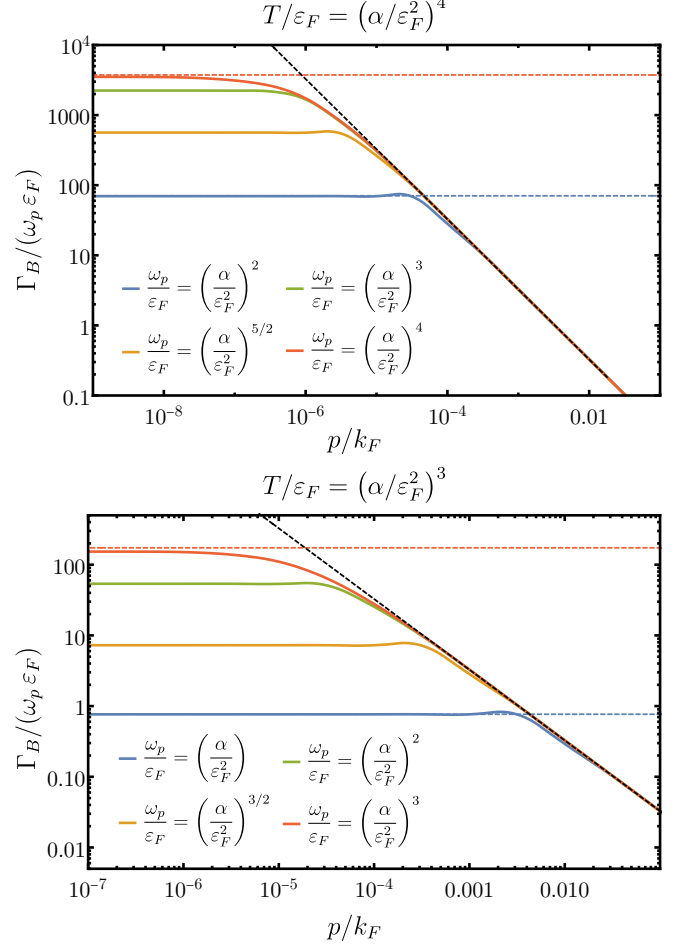 T/ε_F = (α/ε_F^2)^4
10^4
1000
100
10
1
0.1
Γ_B/(ω_p ε_F)
ω_p/ε_F = (α/ε_F^2)^2
ω_p/ε_F = (α/ε_F^2)^3
ω_p/ε_F = (α/ε_F^2)^{5/2}
ω_p/ε_F = (α/ε_F^2)^4
10^{-8} 10^{-6} 10^{-4} 0.01
p/k_F
T/ε_F = (α/ε_F^2)^3
100
10
1
0.10
0.01
Γ_B/(ω_p ε_F)
ω_p/ε_F = (α/ε_F^2)
ω_p/ε_F = (α/ε_F^2)^2
ω_p/ε_F = (α/ε_F^2)^{3/2}
ω_p/ε_F = (α/ε_F^2)^3
10^{-7} 10^{-6} 10^{-5} 10^{-4} 0.001 0.010
p/k_F